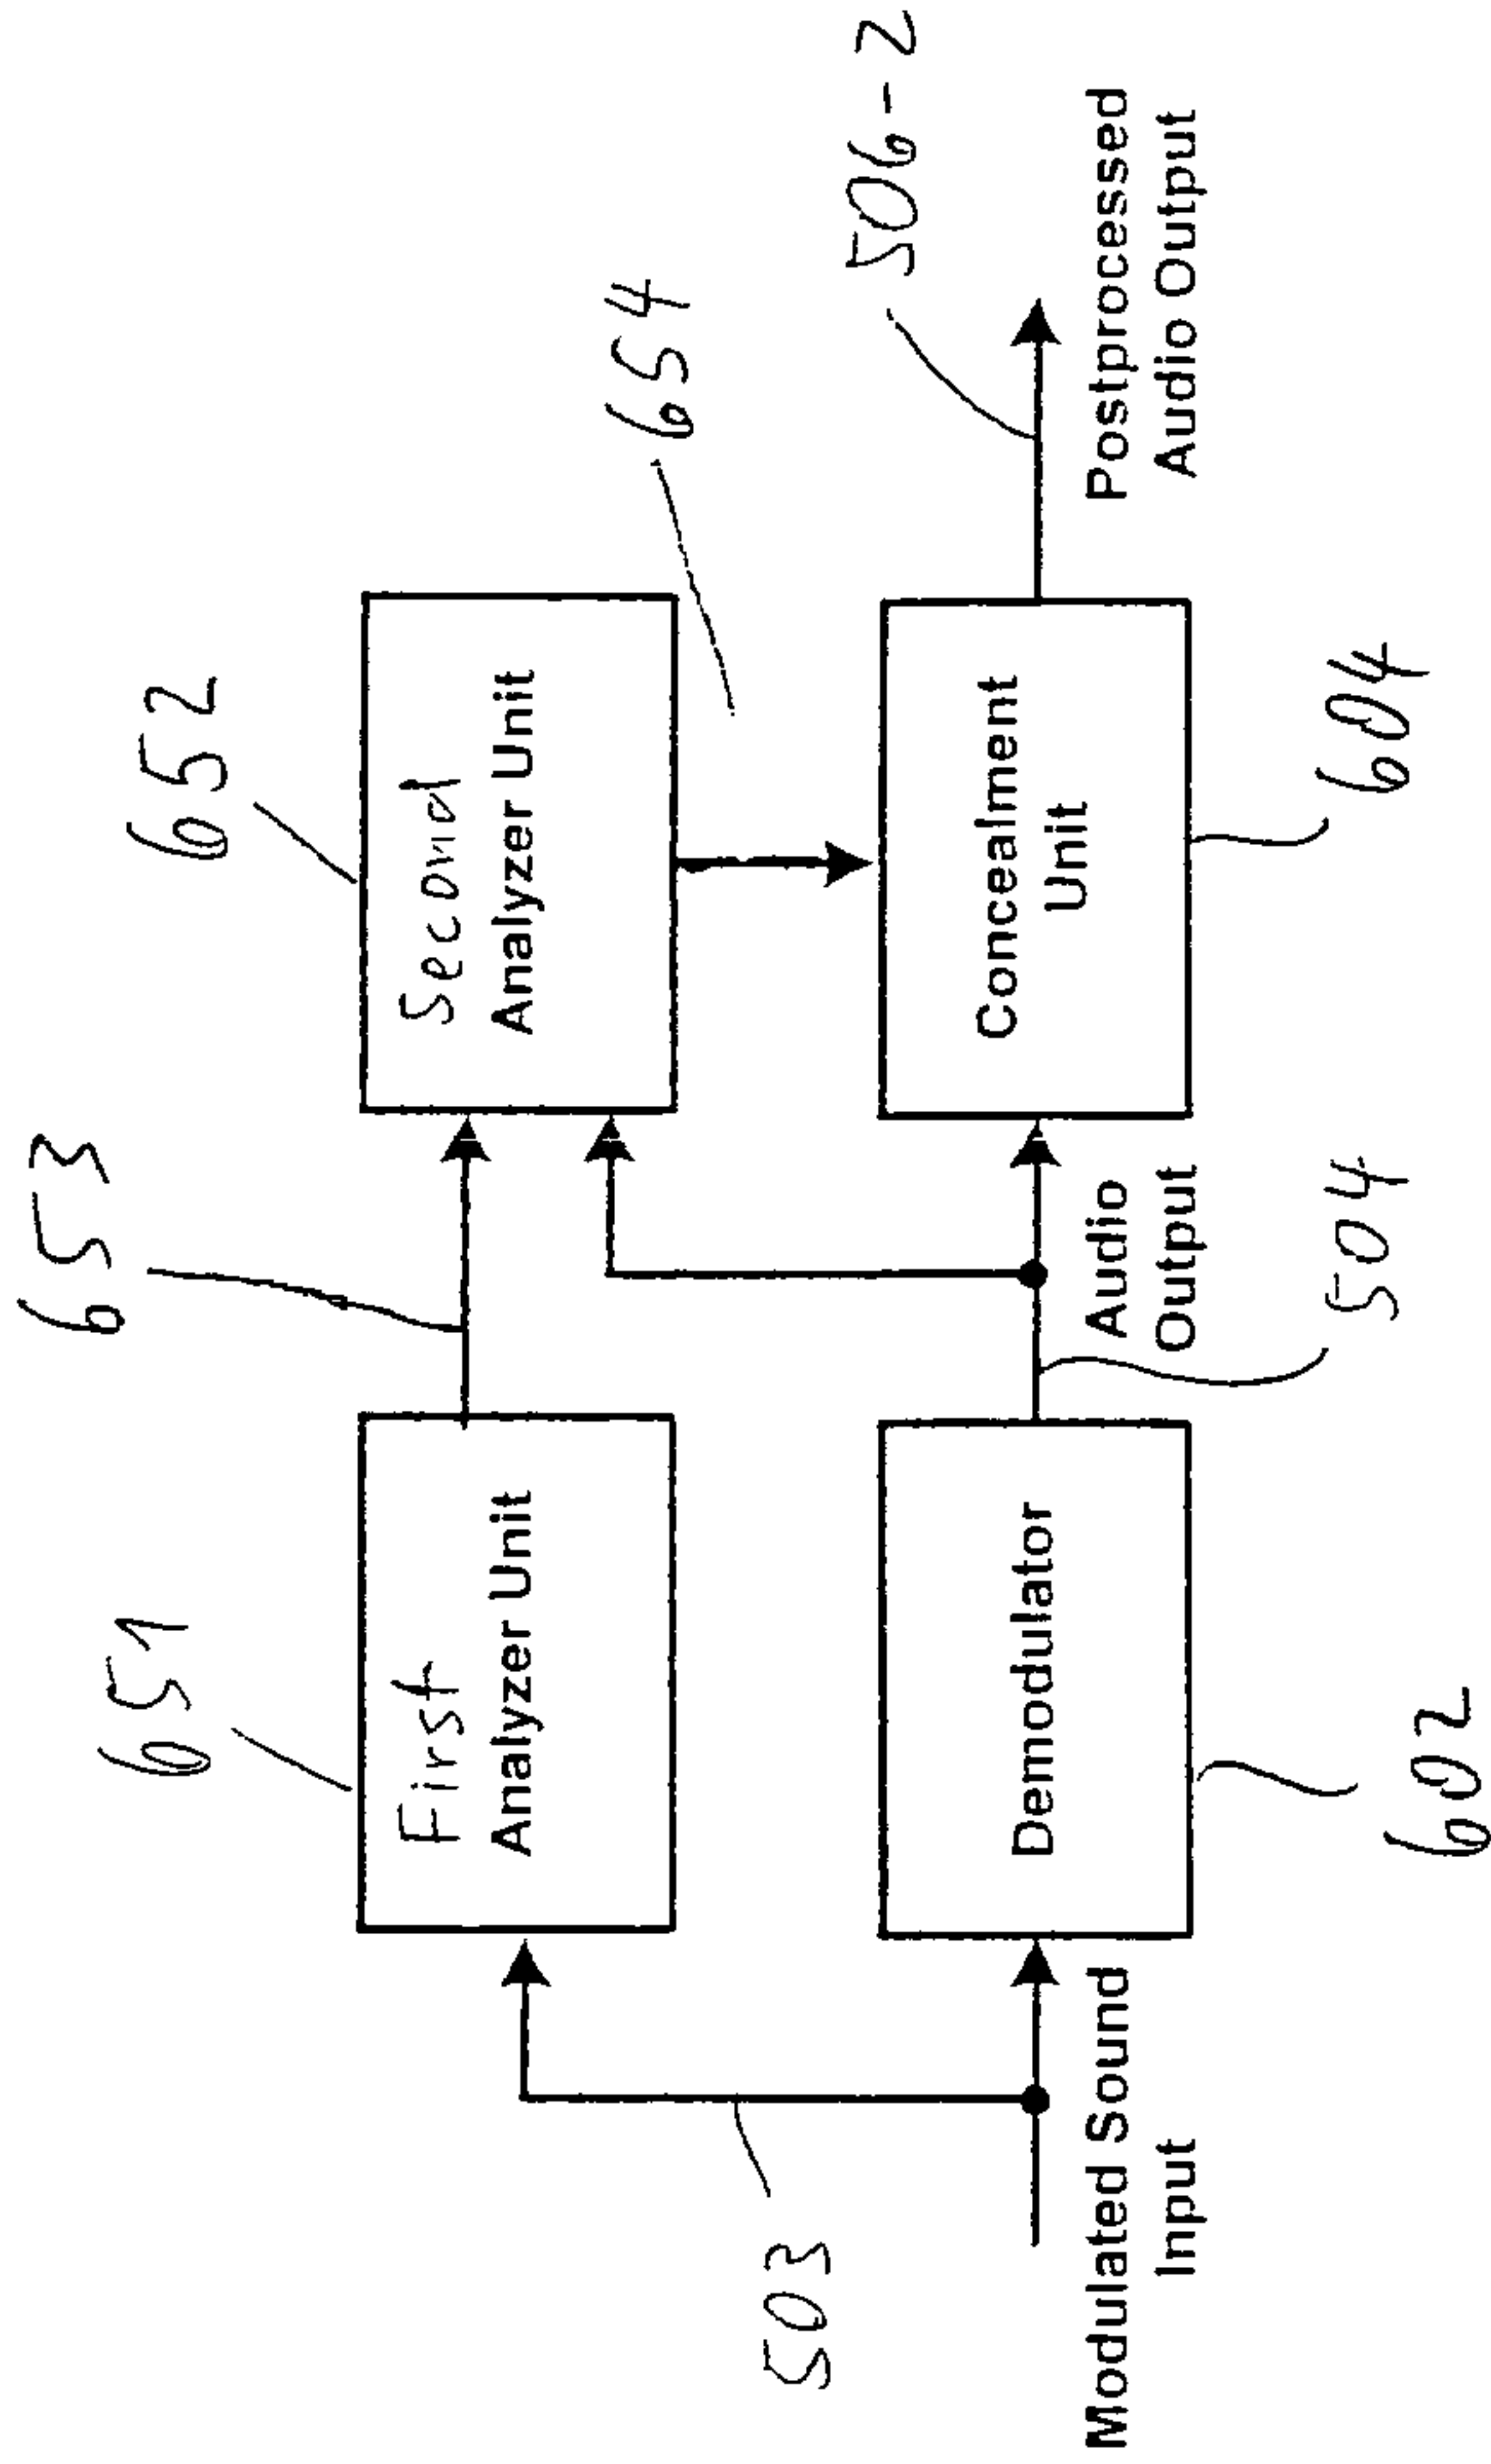 653
651
652
First
Analyzer Unit
Second
Analyzer Unit
654
503
506-2
Demodulator
Concealment
Unit
Modulated Sound
Input
Audio
Output
Postprocessed
Audio Output
602
504
604